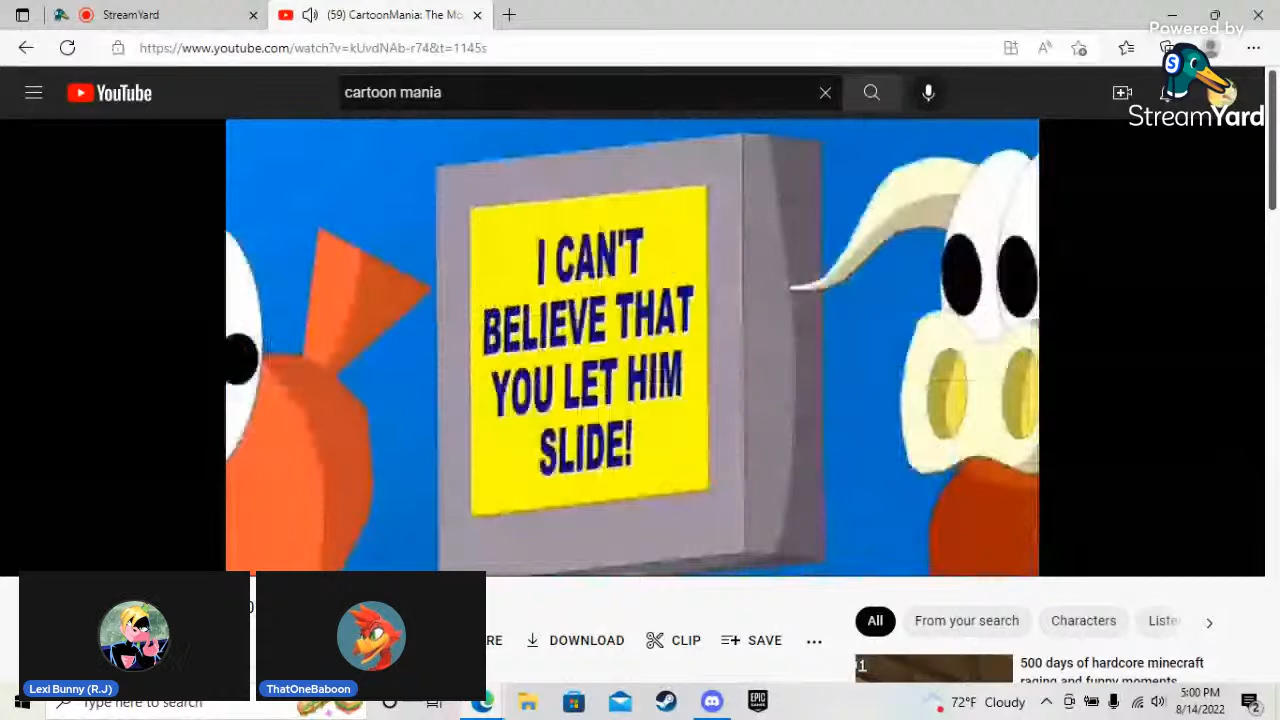 StreamYard
(59) CartoonMania: The Mo
Powered by
https://www.youtube.com/watch?v=kUvdNAb-r74&t=1145s
YouTube
cartoon mania
S
StreamYard
I CAN'T
BELIEVE THAT
YOU LET HIM
SLIDE!
RE
DOWNLOAD
CLIP
SAVE
All
From your search
Characters
Liste
500 days of hardcore minecraft
raging and funny moments
Lexi Bunny (R.J)
ThatOneBaboon
Type here to search
EPIC
GAMES
72°F Cloudy
5:00 PM
8/14/2022
2